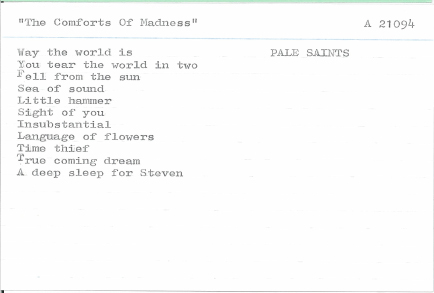 "The Comforts Of Madness" A 21094
Way the world is PALE SAINTS
You tear the world in two
Fell from the sun
Sea of sound
Little hammer
Sight of you
Insubstantial
Language of flowers
Time thief
True coming dream
A deep sleep for Steven